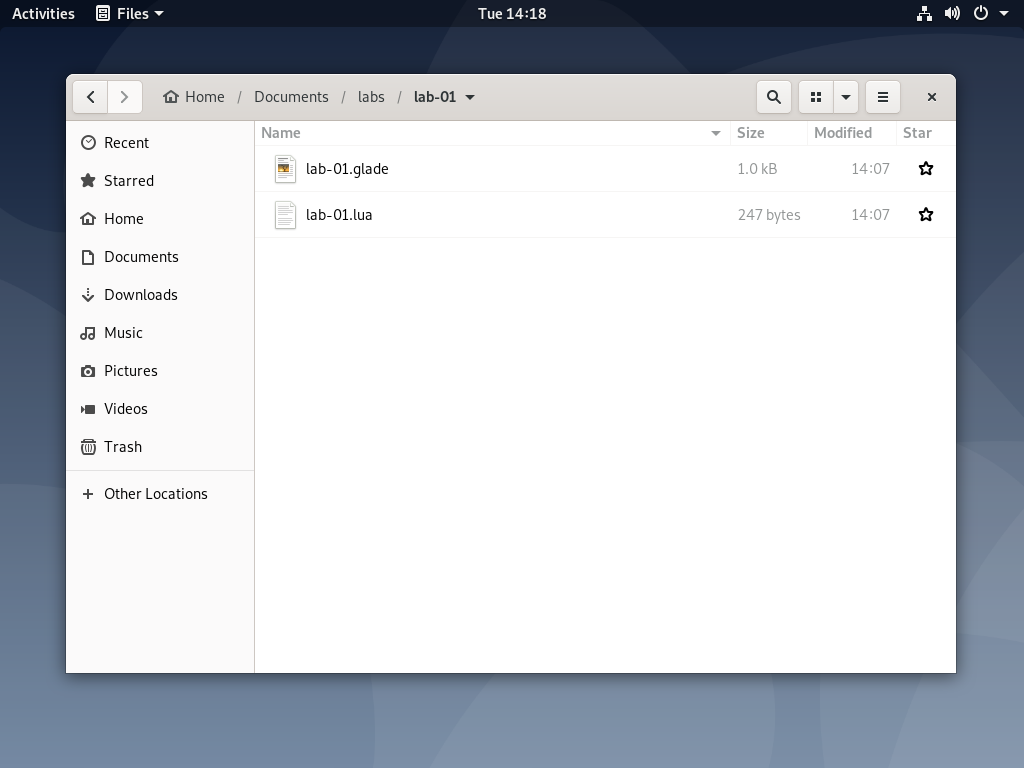 Activities Files Tue 14:18
Home / Documents / labs / lab-01
Name Size Modified Star
Recent
Starred
Home
Documents
Downloads
Music
Pictures
Videos
Trash
Other Locations
lab-01.glade 1.0 kB 14:07
lab-01.lua 247 bytes 14:07